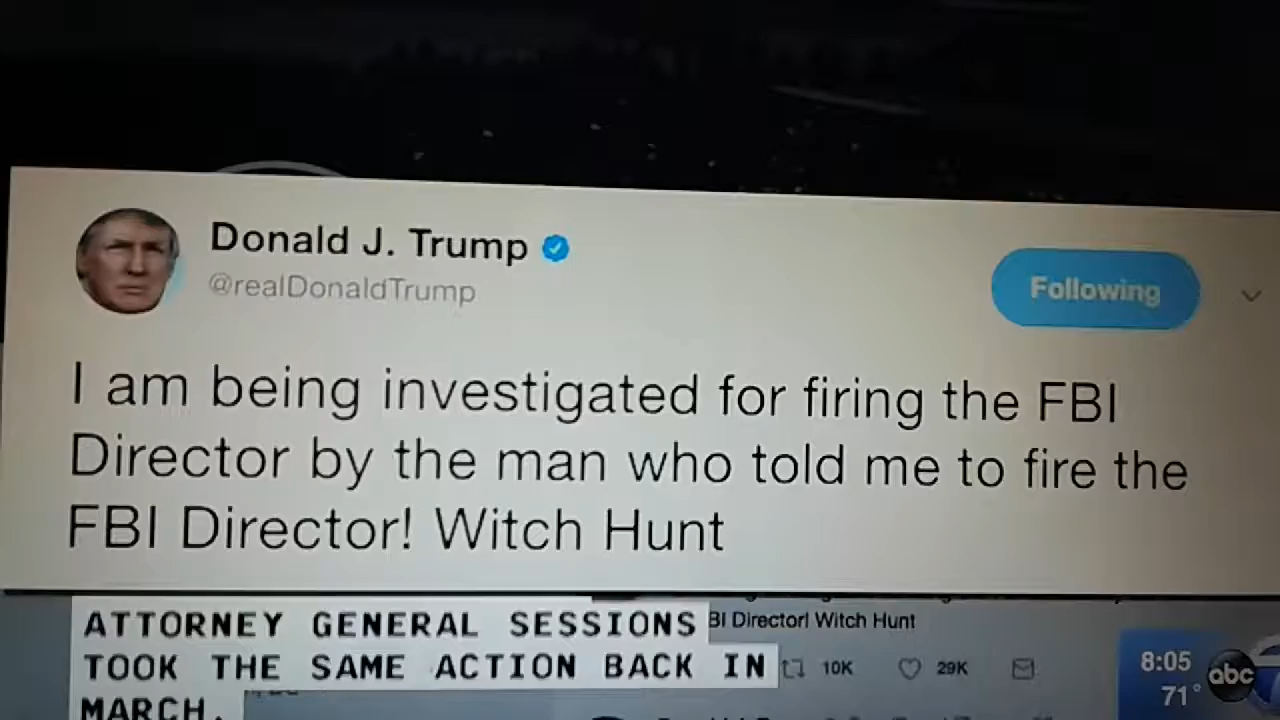 Donald J. Trump
@realDonaldTrump
Following
I am being investigated for firing the FBI
Director by the man who told me to fire the
FBI Director! Witch Hunt
ATTORNEY GENERAL SESSIONS
TOOK THE SAME ACTION BACK IN
MARCH.
BI Director! Witch Hunt
10K
29K
8:05
71°
abc
7